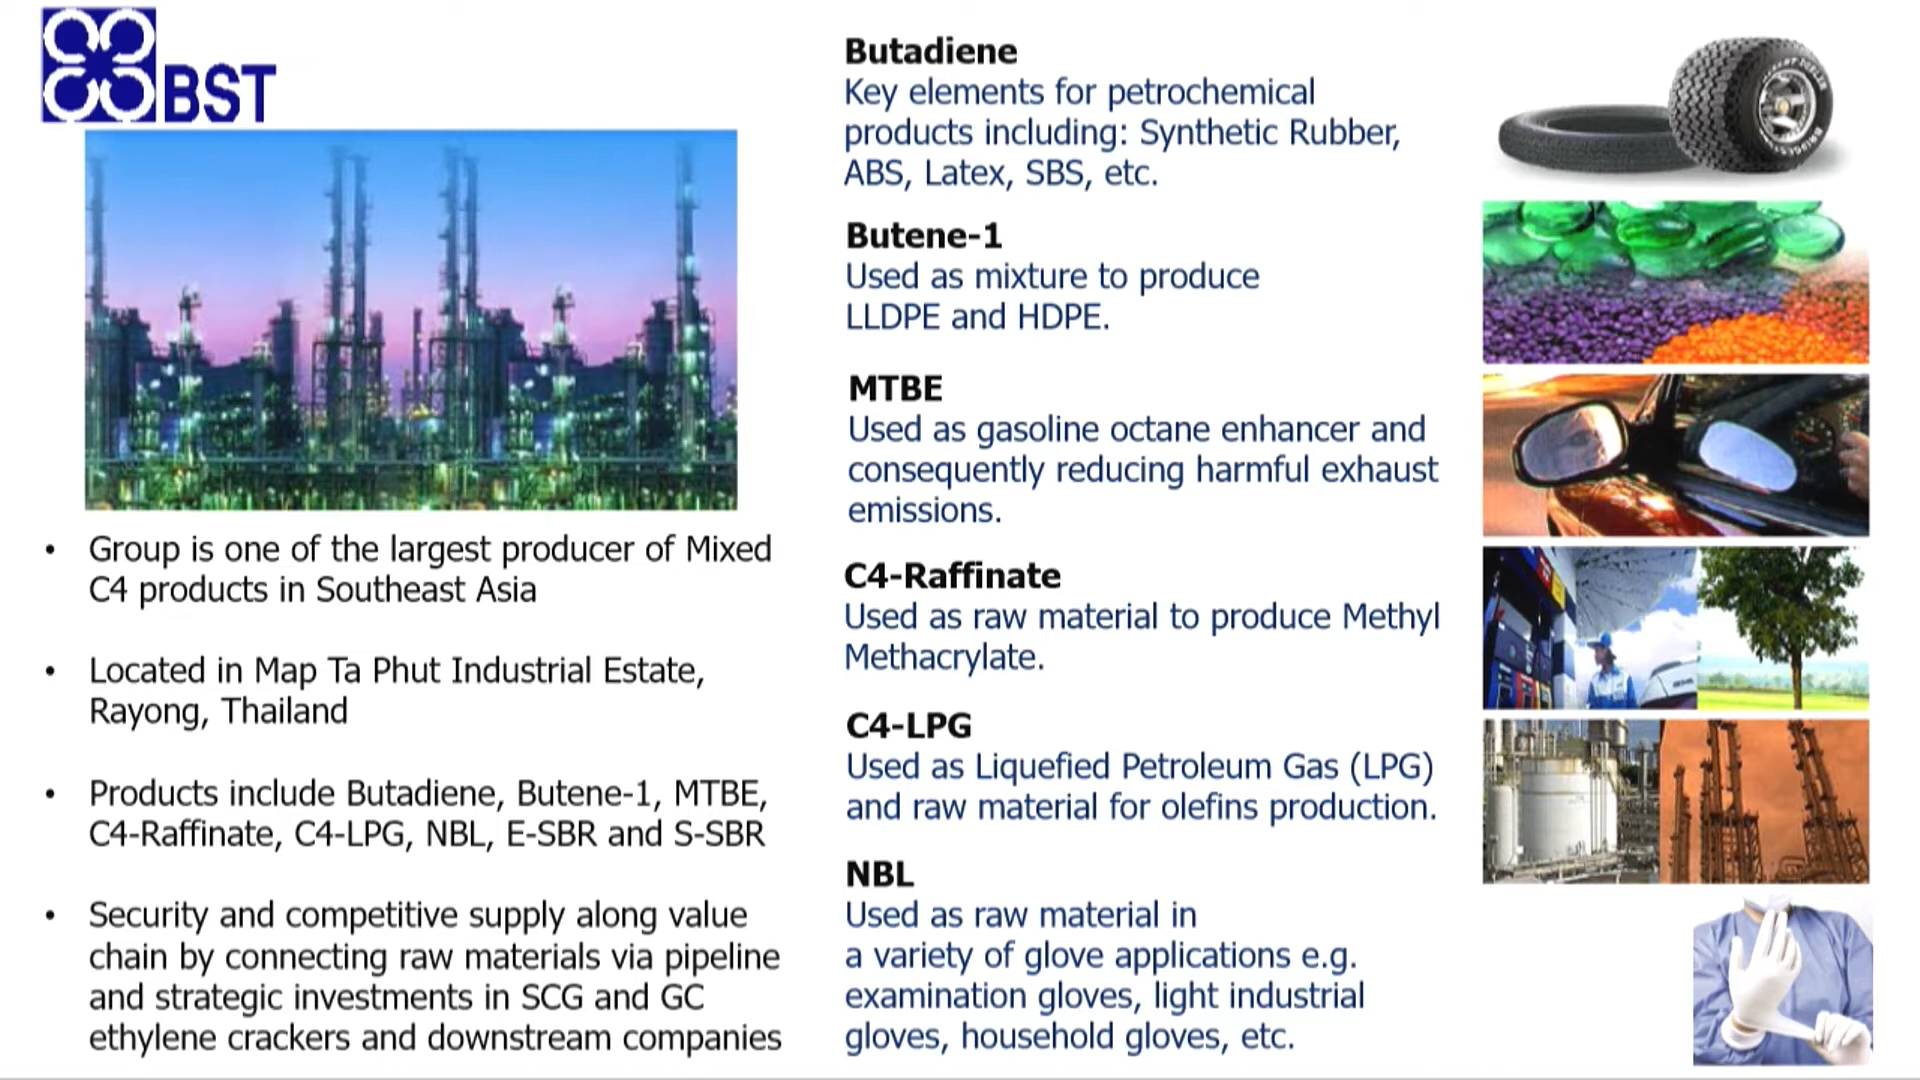 BST
• Group is one of the largest producer of Mixed
C4 products in Southeast Asia
• Located in Map Ta Phut Industrial Estate,
Rayong, Thailand
• Products include Butadiene, Butene-1, MTBE,
C4-Raffinate, C4-LPG, NBL, E-SBR and S-SBR
• Security and competitive supply along value
chain by connecting raw materials via pipeline
and strategic investments in SCG and GC
ethylene crackers and downstream companies
Butadiene
Key elements for petrochemical
products including: Synthetic Rubber,
ABS, Latex, SBS, etc.
Butene-1
Used as mixture to produce
LLDPE and HDPE.
MTBE
Used as gasoline octane enhancer and
consequently reducing harmful exhaust
emissions.
C4-Raffinate
Used as raw material to produce Methyl
Methacrylate.
C4-LPG
Used as Liquefied Petroleum Gas (LPG)
and raw material for olefins production.
NBL
Used as raw material in
a variety of glove applications e.g.
examination gloves, light industrial
gloves, household gloves, etc.